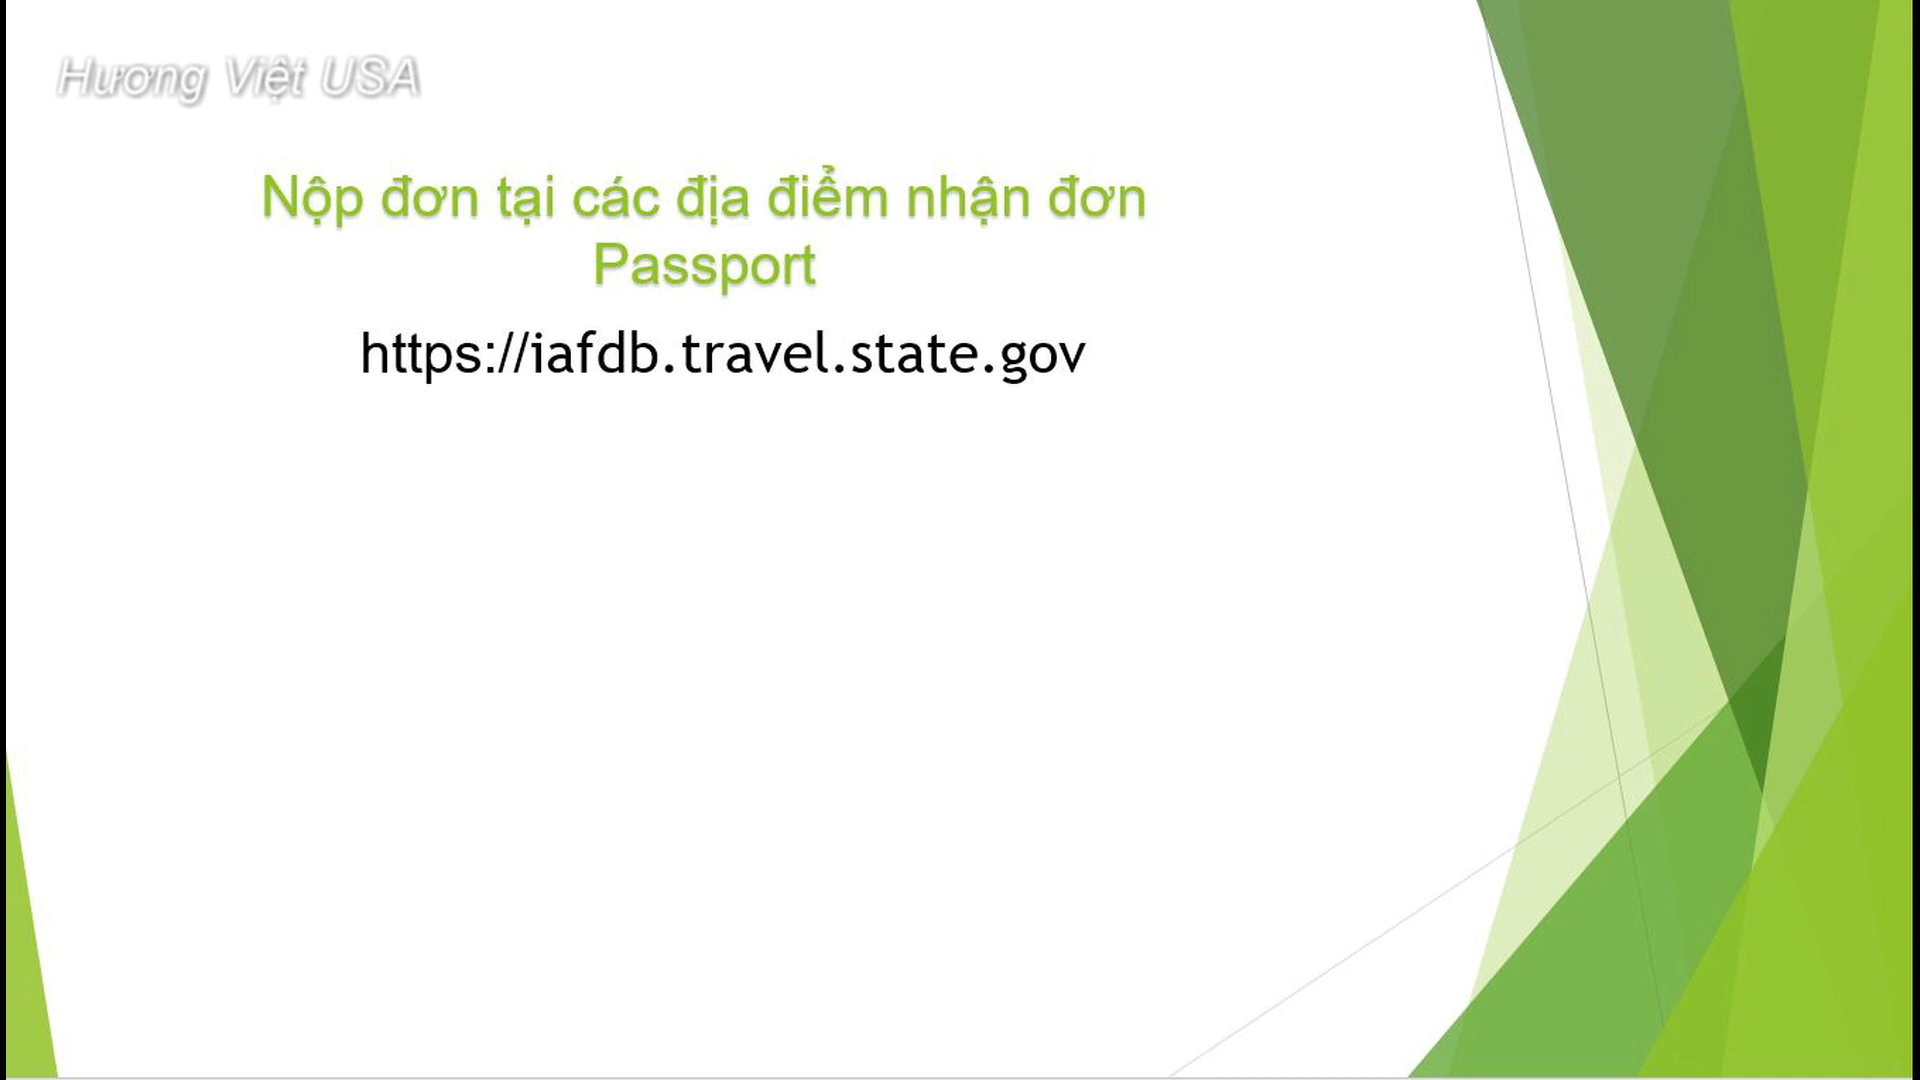 Hương Việt USA
Nộp đơn tại các địa điểm nhận đơn
Passport
https://iafdb.travel.state.gov